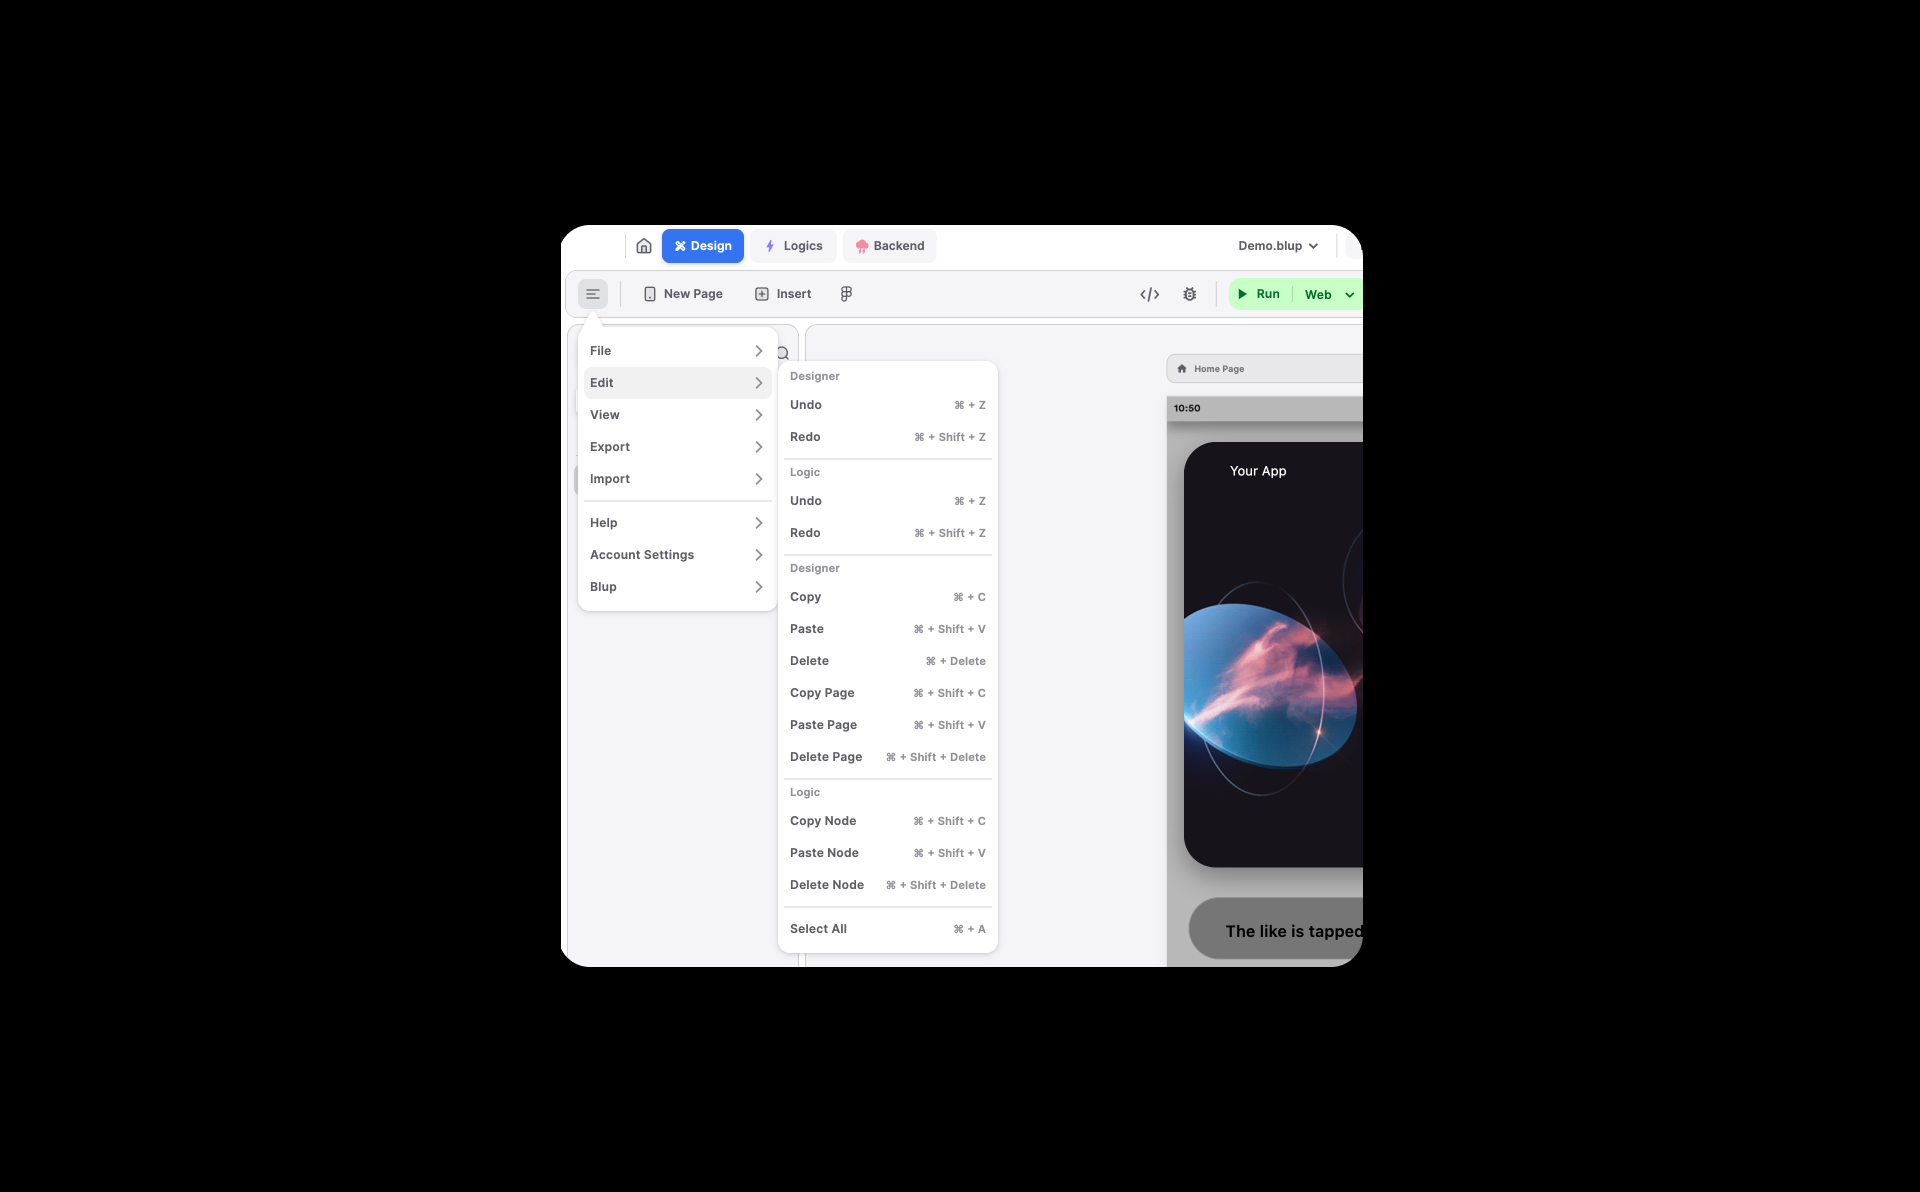 Design
Logics
Backend
Demo.blup
New Page
Insert
Run
Web
File
Edit
View
Export
Import
Help
Account Settings
Blup
Designer
Undo ⌘ + Z
Redo ⌘ + Shift + Z
Logic
Undo ⌘ + Z
Redo ⌘ + Shift + Z
Designer
Copy ⌘ + C
Paste ⌘ + Shift + V
Delete ⌘ + Delete
Copy Page ⌘ + Shift + C
Paste Page ⌘ + Shift + V
Delete Page ⌘ + Shift + Delete
Logic
Copy Node ⌘ + Shift + C
Paste Node ⌘ + Shift + V
Delete Node ⌘ + Shift + Delete
Select All ⌘ + A
Home Page
10:50
Your App
The like is tapped